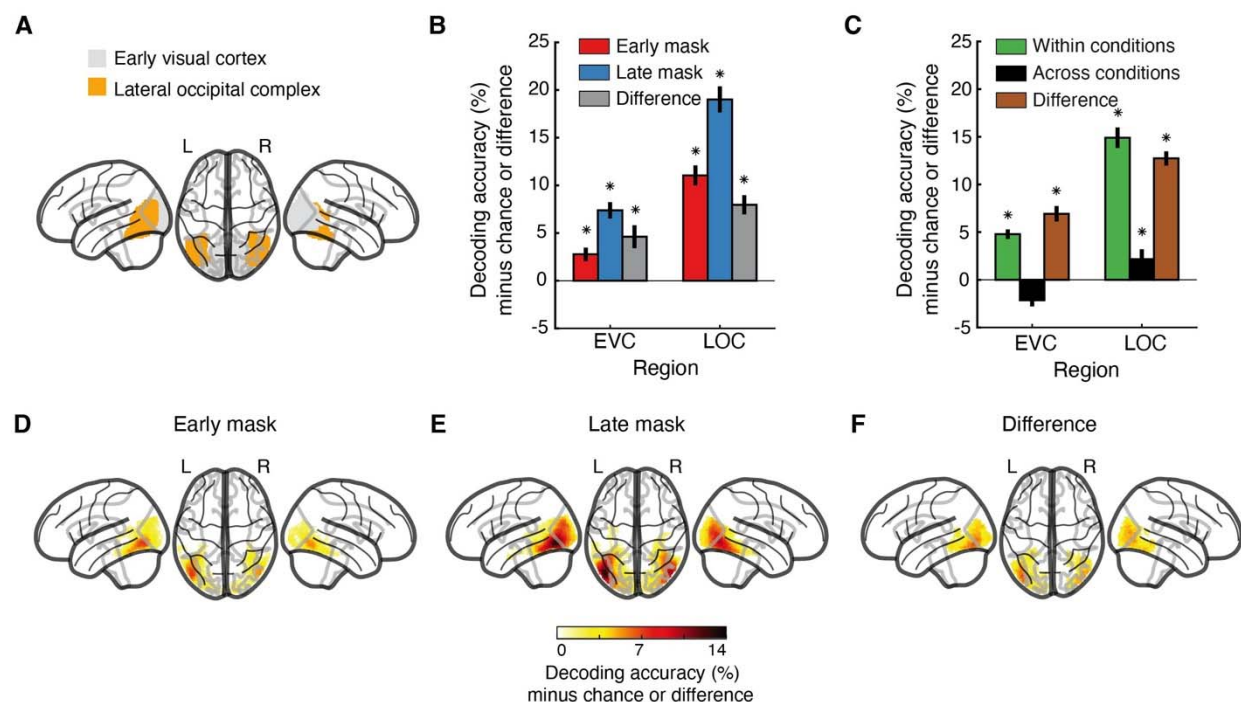 A
Early visual cortex
Lateral occipital complex
L R
B
Decoding accuracy (%)
minus chance or difference
25
20
15
10
5
0
-5
Early mask
Late mask
Difference
* * * * * *
EVC LOC
Region
C
Decoding accuracy (%)
minus chance or difference
25
20
15
10
5
0
-5
Within conditions
Across conditions
Difference
* * * * *
EVC LOC
Region
D Early mask
L R
E Late mask
L R
F Difference
L R
0 7 14
Decoding accuracy (%)
minus chance or difference